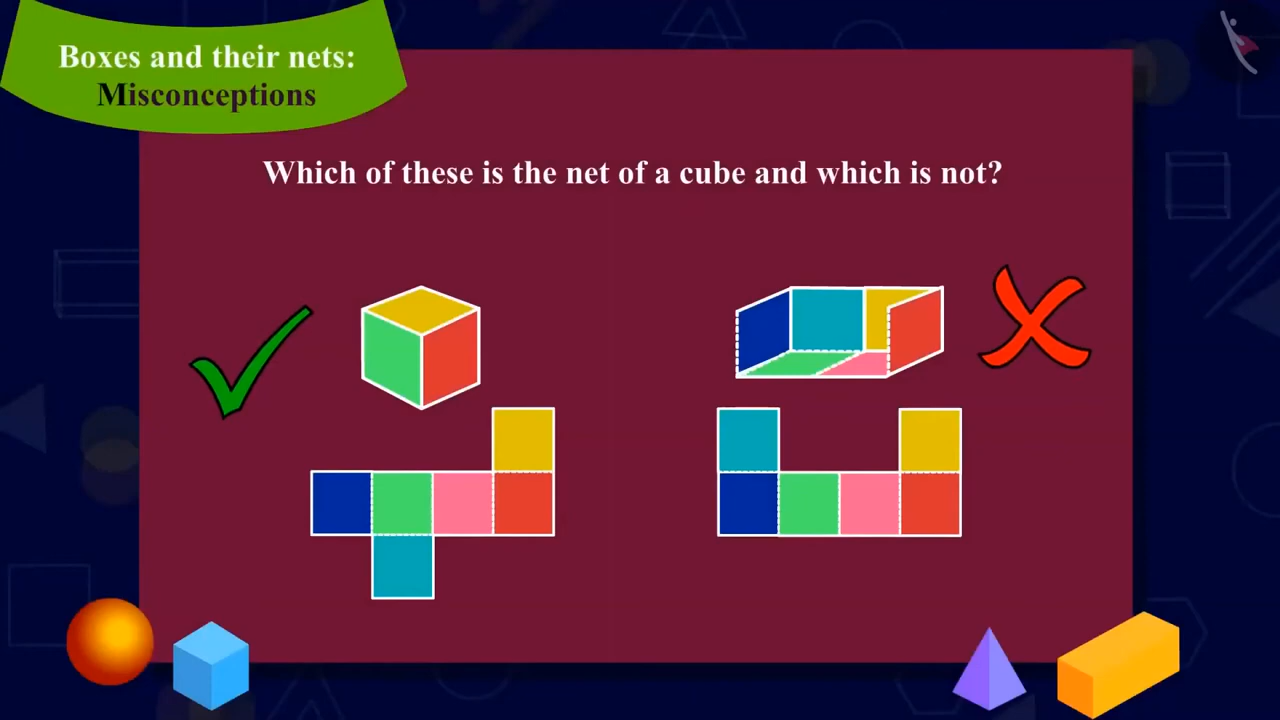 Boxes and their nets:
Misconceptions
Which of these is the net of a cube and which is not?